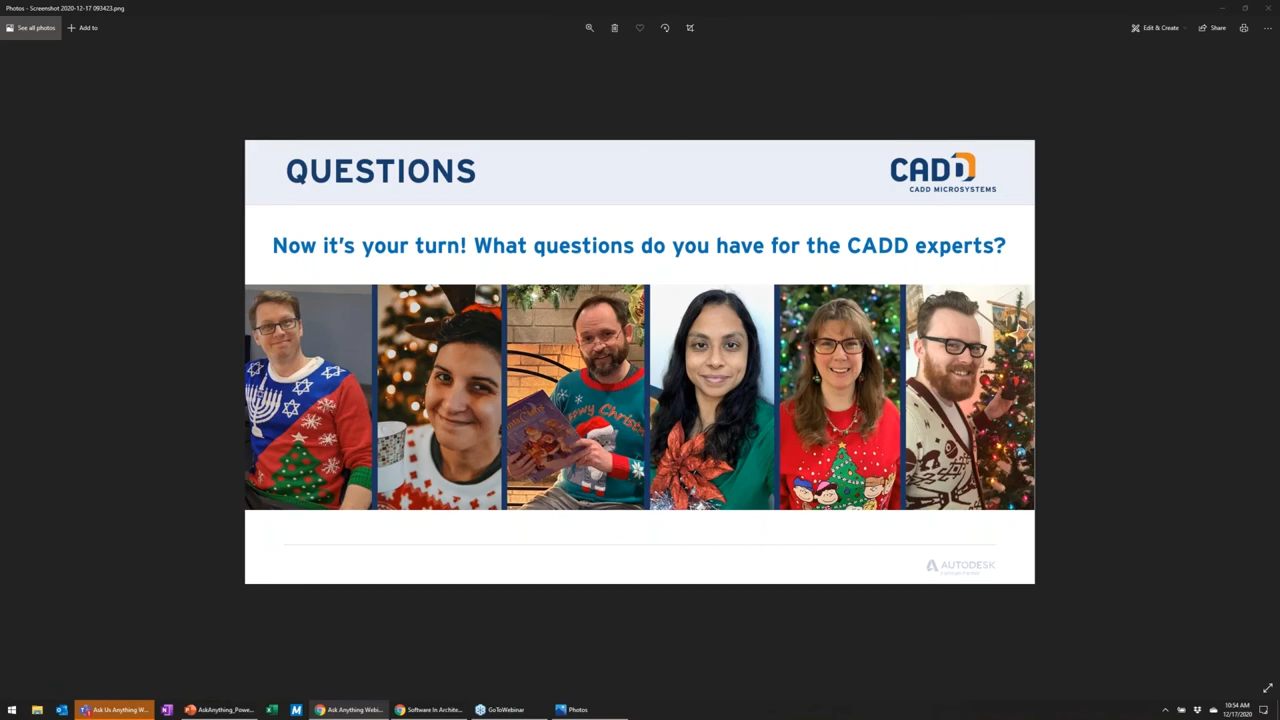 Photos - Screenshot 2020-12-17 093423.png
See all photos
Add to
Edit & Create
Share
QUESTIONS
CADD
CADD MICROSYSTEMS
Now it's your turn! What questions do you have for the CADD experts?
AUTODESK
Ask Us Anything W...
AskAnything_Powe...
Ask Anything Webi...
Software In Archite...
GoToWebinar
Photos
10:54 AM
12/17/2020